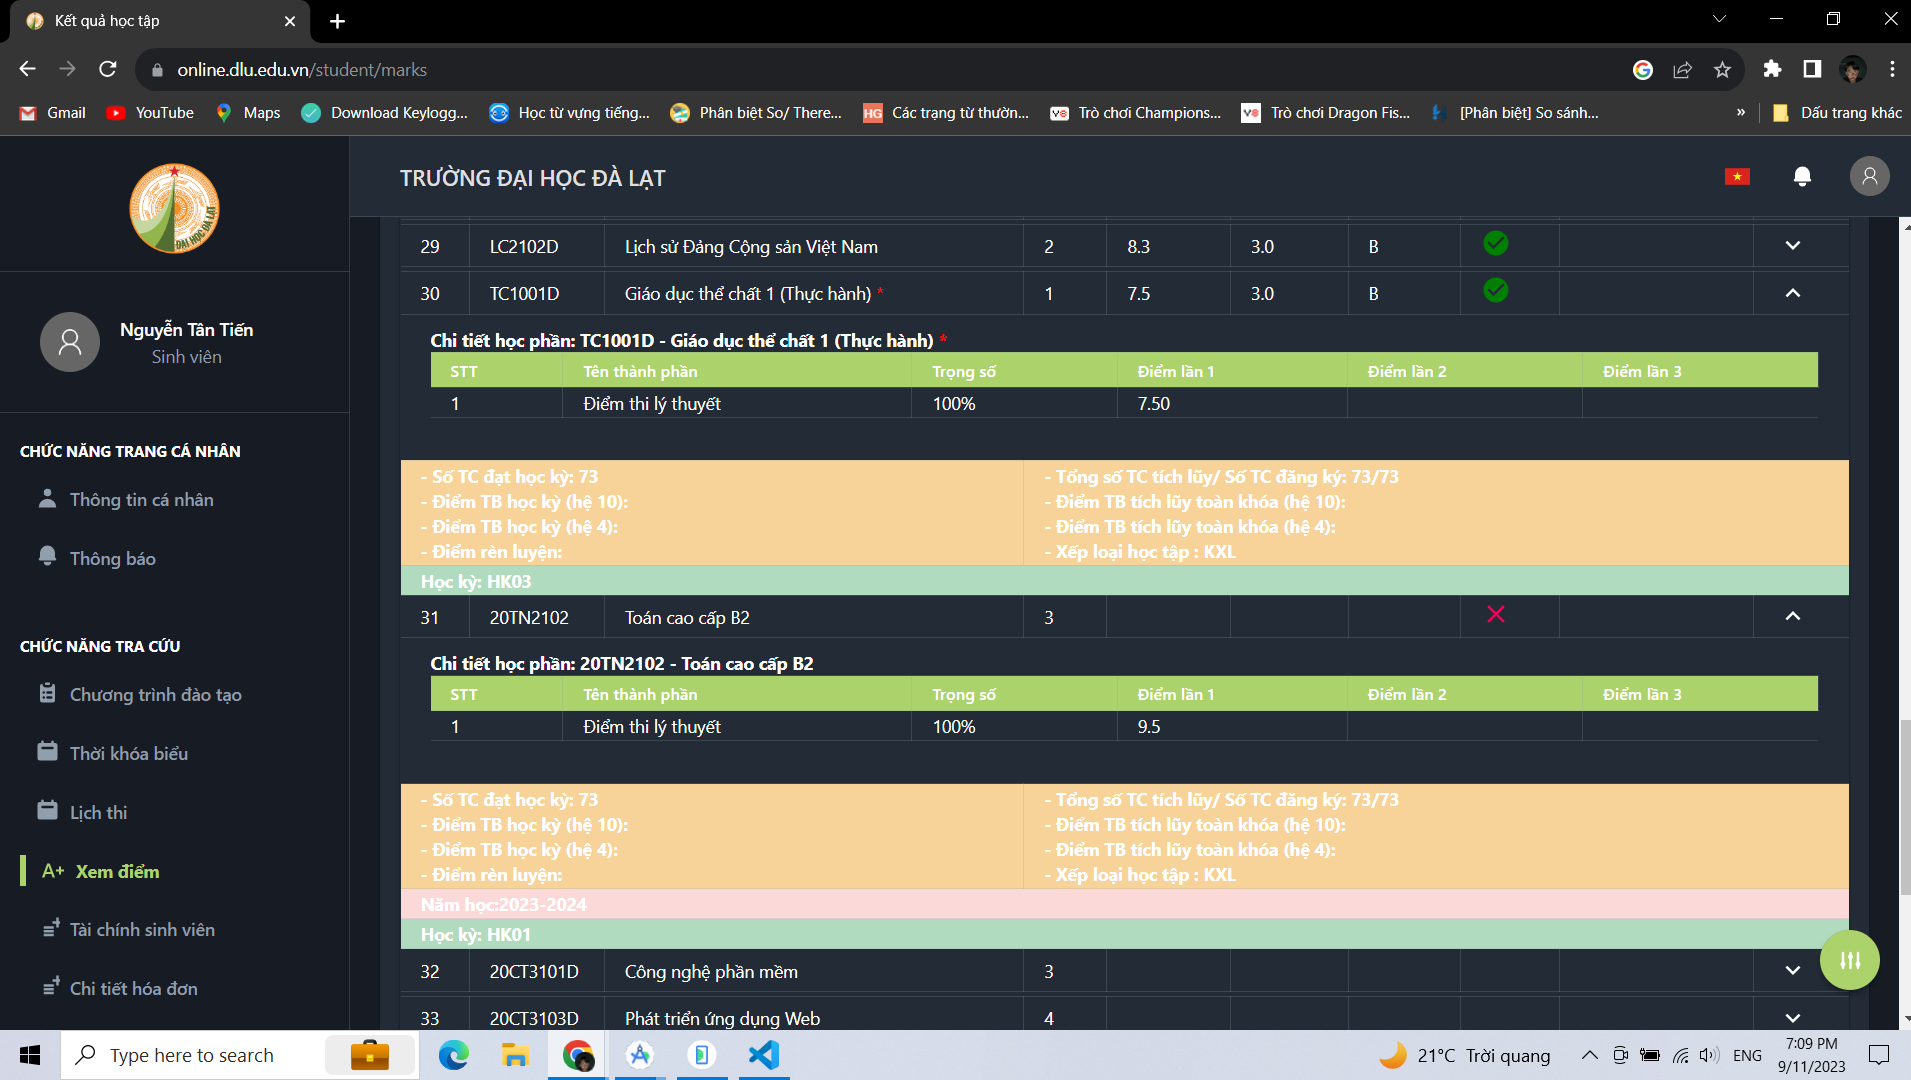 Kết quả học tập
online.dlu.edu.vn/student/marks
Gmail YouTube Maps Download Keylogg... Học từ vựng tiếng... Phân biệt So/ There... HG Các trạng từ thườn... Trò chơi Champions... Trò chơi Dragon Fis... [Phân biệt] So sánh... » Dấu trang khác
ĐẠI HỌC ĐÀ LẠT
TRƯỜNG ĐẠI HỌC ĐÀ LẠT
Nguyễn Tân Tiến
Sinh viên
CHỨC NĂNG TRANG CÁ NHÂN
Thông tin cá nhân
Thông báo
CHỨC NĂNG TRA CỨU
Chương trình đào tạo
Thời khóa biểu
Lịch thi
A+ Xem điểm
Tài chính sinh viên
Chi tiết hóa đơn
29 LC2102D Lịch sử Đảng Cộng sản Việt Nam 2 8.3 3.0 B
30 TC1001D Giáo dục thể chất 1 (Thực hành) * 1 7.5 3.0 B
Chi tiết học phần: TC1001D - Giáo dục thể chất 1 (Thực hành) *
STT Tên thành phần Trọng số Điểm lần 1 Điểm lần 2 Điểm lần 3
1 Điểm thi lý thuyết 100% 7.50
- Số TC đạt học kỳ: 73 - Tổng số TC tích lũy/ Số TC đăng ký: 73/73
- Điểm TB học kỳ (hệ 10): - Điểm TB tích lũy toàn khóa (hệ 10):
- Điểm TB học kỳ (hệ 4): - Điểm TB tích lũy toàn khóa (hệ 4):
- Điểm rèn luyện: - Xếp loại học tập : KXL
Học kỳ: HK03
31 20TN2102 Toán cao cấp B2 3
Chi tiết học phần: 20TN2102 - Toán cao cấp B2
STT Tên thành phần Trọng số Điểm lần 1 Điểm lần 2 Điểm lần 3
1 Điểm thi lý thuyết 100% 9.5
- Số TC đạt học kỳ: 73 - Tổng số TC tích lũy/ Số TC đăng ký: 73/73
- Điểm TB học kỳ (hệ 10): - Điểm TB tích lũy toàn khóa (hệ 10):
- Điểm TB học kỳ (hệ 4): - Điểm TB tích lũy toàn khóa (hệ 4):
- Điểm rèn luyện: - Xếp loại học tập : KXL
Năm học:2023-2024
Học kỳ: HK01
32 20CT3101D Công nghệ phần mềm 3
33 20CT3103D Phát triển ứng dụng Web 4
Type here to search
21°C Trời quang
ENG
7:09 PM
9/11/2023